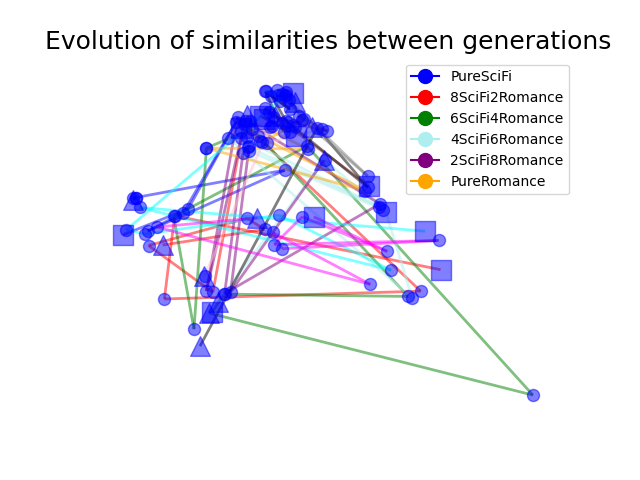 Evolution of similarities between generations
PureSciFi
8SciFi2Romance
6SciFi4Romance
4SciFi6Romance
2SciFi8Romance
PureRomance